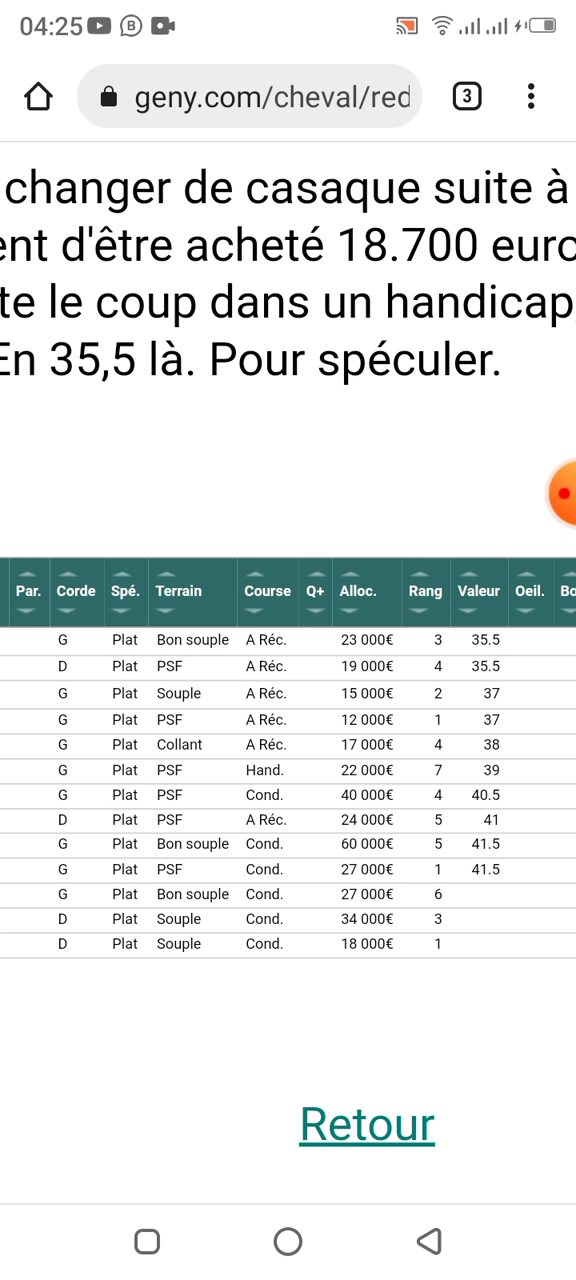 04:25
geny.com/cheval/red
3
changer de casaque suite à
ent d'être acheté 18.700 euro
te le coup dans un handicap,
En 35,5 là. Pour spéculer.
Par. Corde Spé. Terrain Course Q+ Alloc. Rang Valeur Oeil. Bo
G Plat Bon souple A Réc. 23 000€ 3 35.5
D Plat PSF A Réc. 19 000€ 4 35.5
G Plat Souple A Réc. 15 000€ 2 37
G Plat PSF A Réc. 12 000€ 1 37
G Plat Collant A Réc. 17 000€ 4 38
G Plat PSF Hand. 22 000€ 7 39
G Plat PSF Cond. 40 000€ 4 40.5
D Plat PSF A Réc. 24 000€ 5 41
G Plat Bon souple Cond. 60 000€ 5 41.5
G Plat PSF Cond. 27 000€ 1 41.5
G Plat Bon souple Cond. 27 000€ 6
D Plat Souple Cond. 34 000€ 3
D Plat Souple Cond. 18 000€ 1
Retour